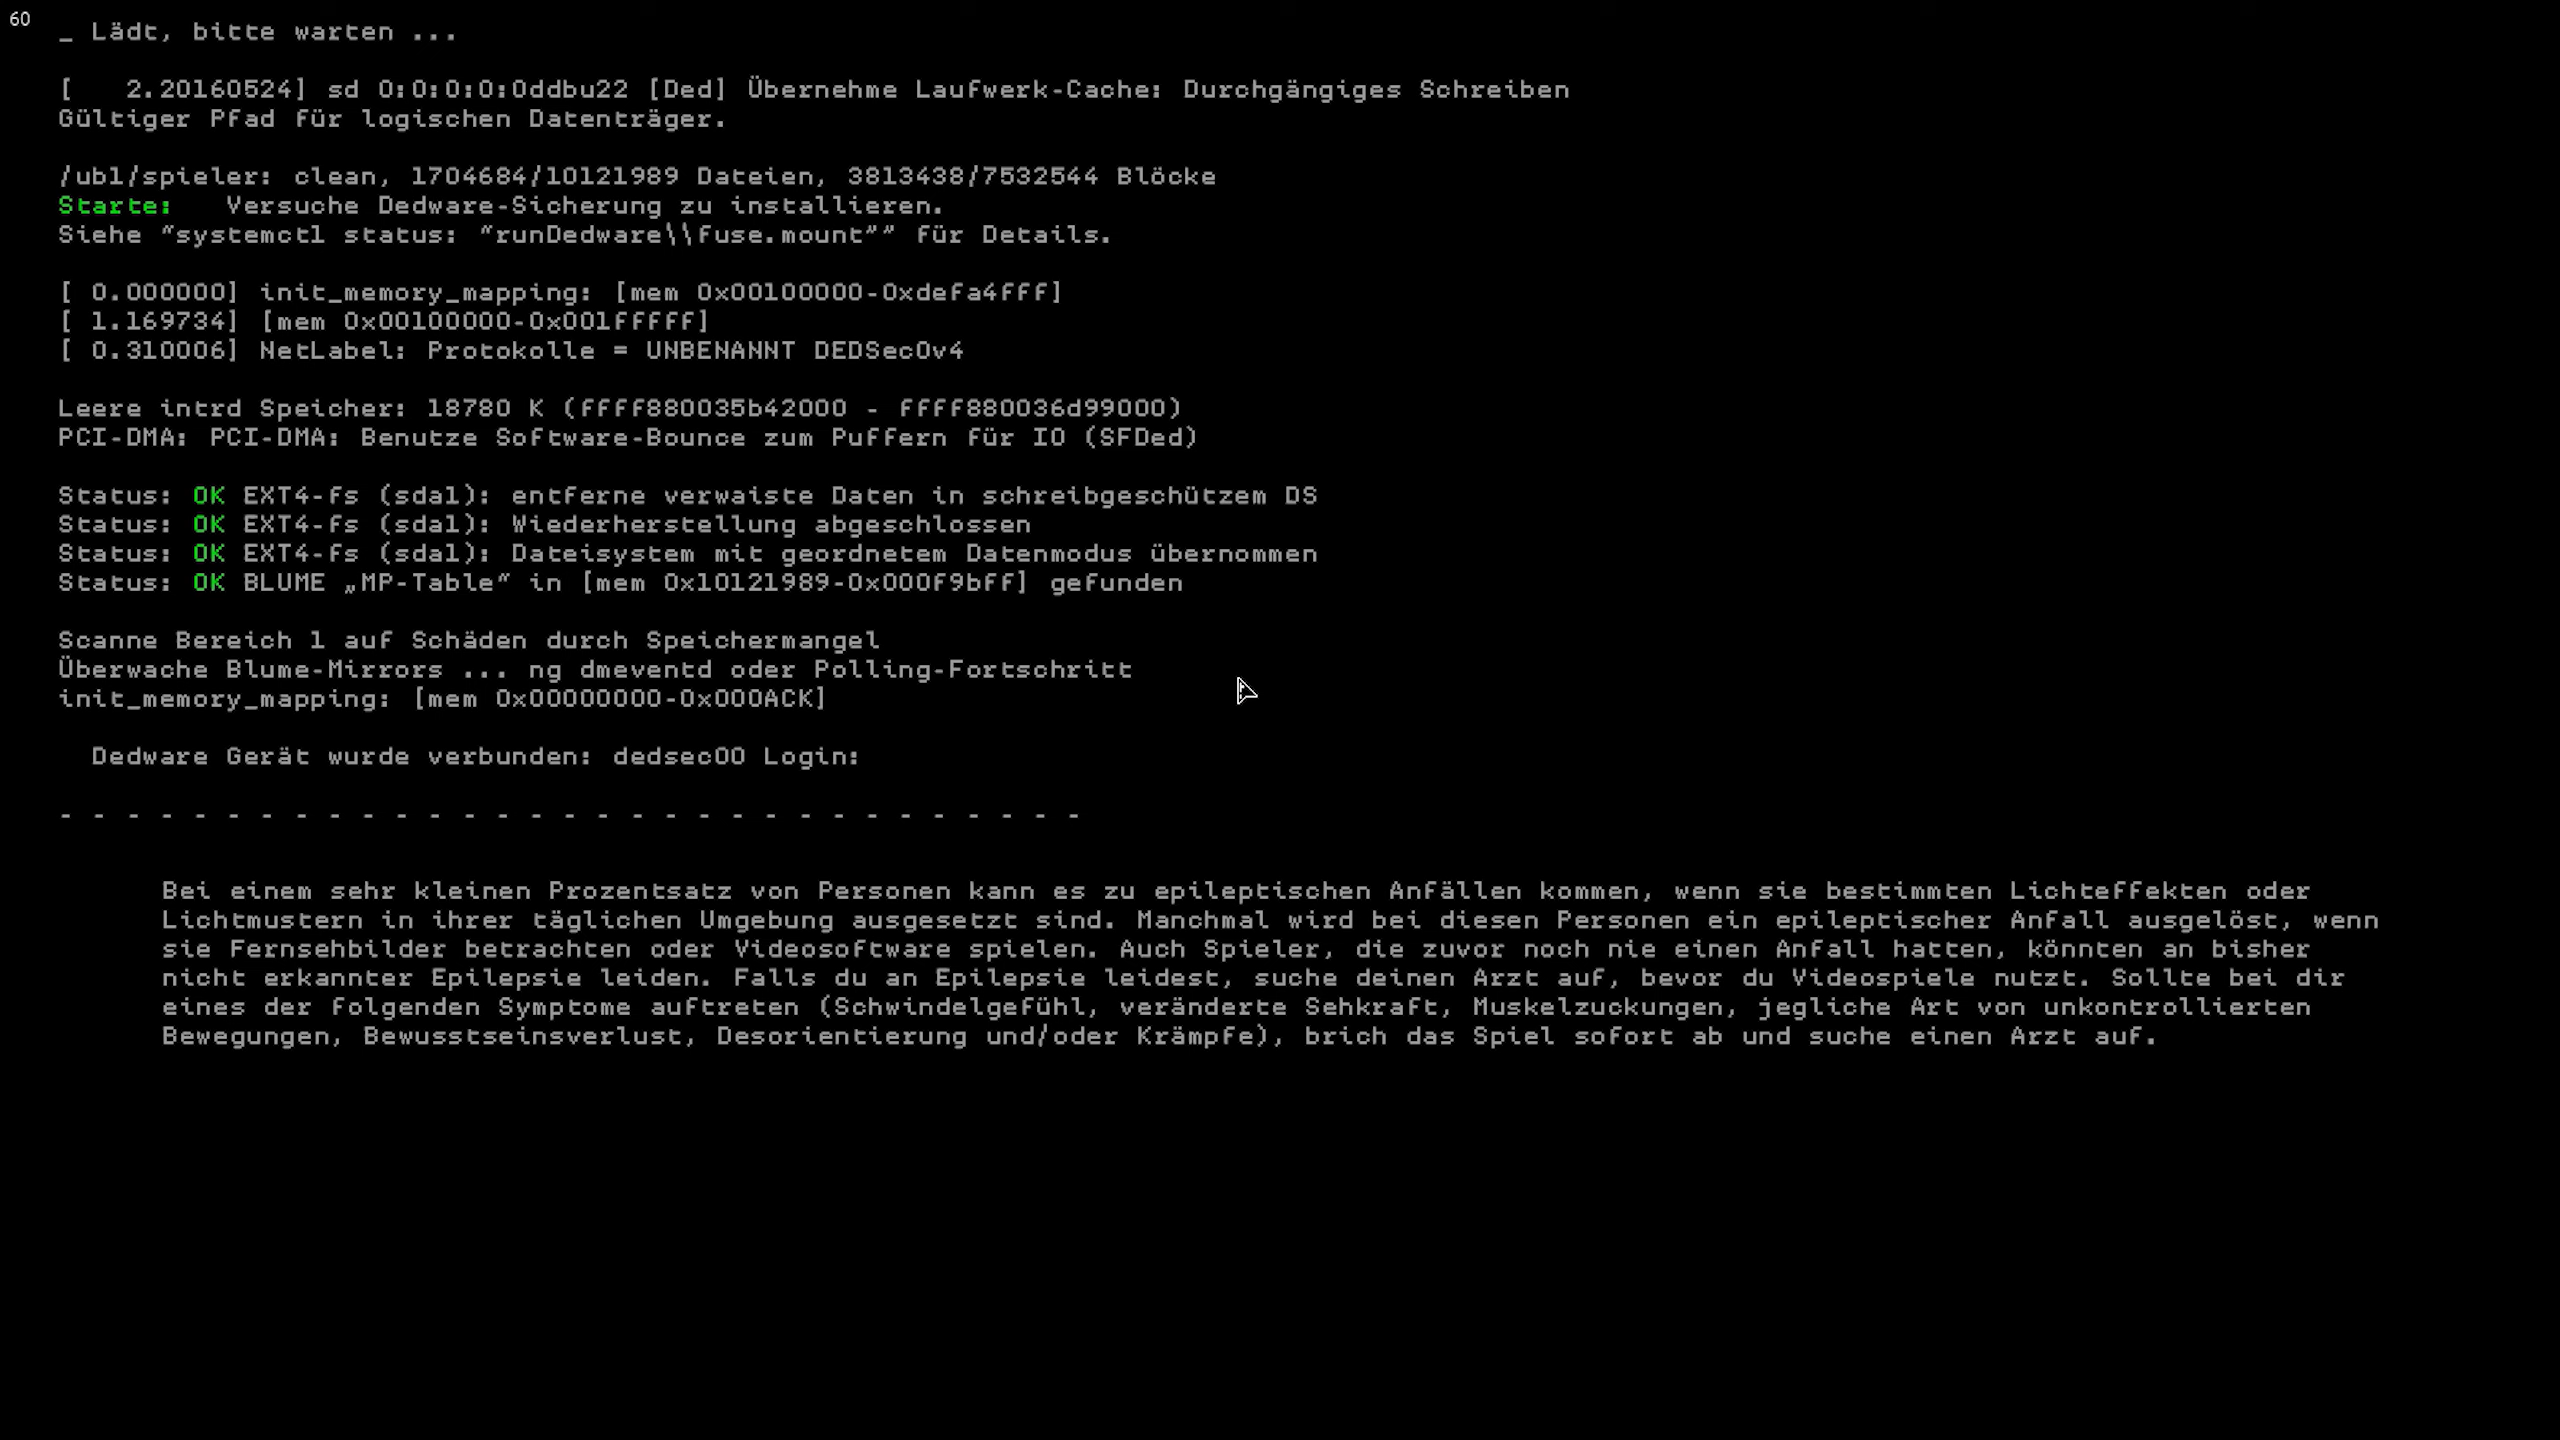 60
_ Lädt, bitte warten ...
[   2.20160524] sd 0:0:0:0:0ddbu22 [Ded] Übernehme Laufwerk-Cache: Durchgängiges Schreiben
Gültiger Pfad für logischen Datenträger.
/ubl/spieler: clean, 1704684/10121989 Dateien, 3813438/7532544 Blöcke
Starte:   Versuche Dedware-Sicherung zu installieren.
Siehe “systemctl status: “runDedware\\fuse.mount”” für Details.
[ 0.000000] init_memory_mapping: [mem 0x00100000-0xdefa4fff]
[ 1.169734] [mem 0x00100000-0x001fffff]
[ 0.310006] NetLabel: Protokolle = UNBENANNT DEDSec0v4
Leere intrd Speicher: 18780 K (ffff880035b42000 - ffff880036d99000)
PCI-DMA: PCI-DMA: Benutze Software-Bounce zum Puffern für IO (SFDed)
Status: OK EXT4-fs (sdal): entferne verwaiste Daten in schreibgeschützem DS
Status: OK EXT4-fs (sdal): Wiederherstellung abgeschlossen
Status: OK EXT4-fs (sdal): Dateisystem mit geordnetem Datenmodus übernommen
Status: OK BLUME „MP-Table“ in [mem 0x10121989-0x000f9bff] gefunden
Scanne Bereich 1 auf Schäden durch Speichermangel
Überwache Blume-Mirrors ... ng dmeventd oder Polling-Fortschritt
init_memory_mapping: [mem 0x00000000-0x000ACK]
Dedware Gerät wurde verbunden: dedsec00 Login:
- - - - - - - - - - - - - - - - - - - - - - - - - - - - - - -
Bei einem sehr kleinen Prozentsatz von Personen kann es zu epileptischen Anfällen kommen, wenn sie bestimmten Lichteffekten oder
Lichtmustern in ihrer täglichen Umgebung ausgesetzt sind. Manchmal wird bei diesen Personen ein epileptischer Anfall ausgelöst, wenn
sie Fernsehbilder betrachten oder Videosoftware spielen. Auch Spieler, die zuvor noch nie einen Anfall hatten, könnten an bisher
nicht erkannter Epilepsie leiden. Falls du an Epilepsie leidest, suche deinen Arzt auf, bevor du Videospiele nutzt. Sollte bei dir
eines der folgenden Symptome auftreten (Schwindelgefühl, veränderte Sehkraft, Muskelzuckungen, jegliche Art von unkontrollierten
Bewegungen, Bewusstseinsverlust, Desorientierung und/oder Krämpfe), brich das Spiel sofort ab und suche einen Arzt auf.